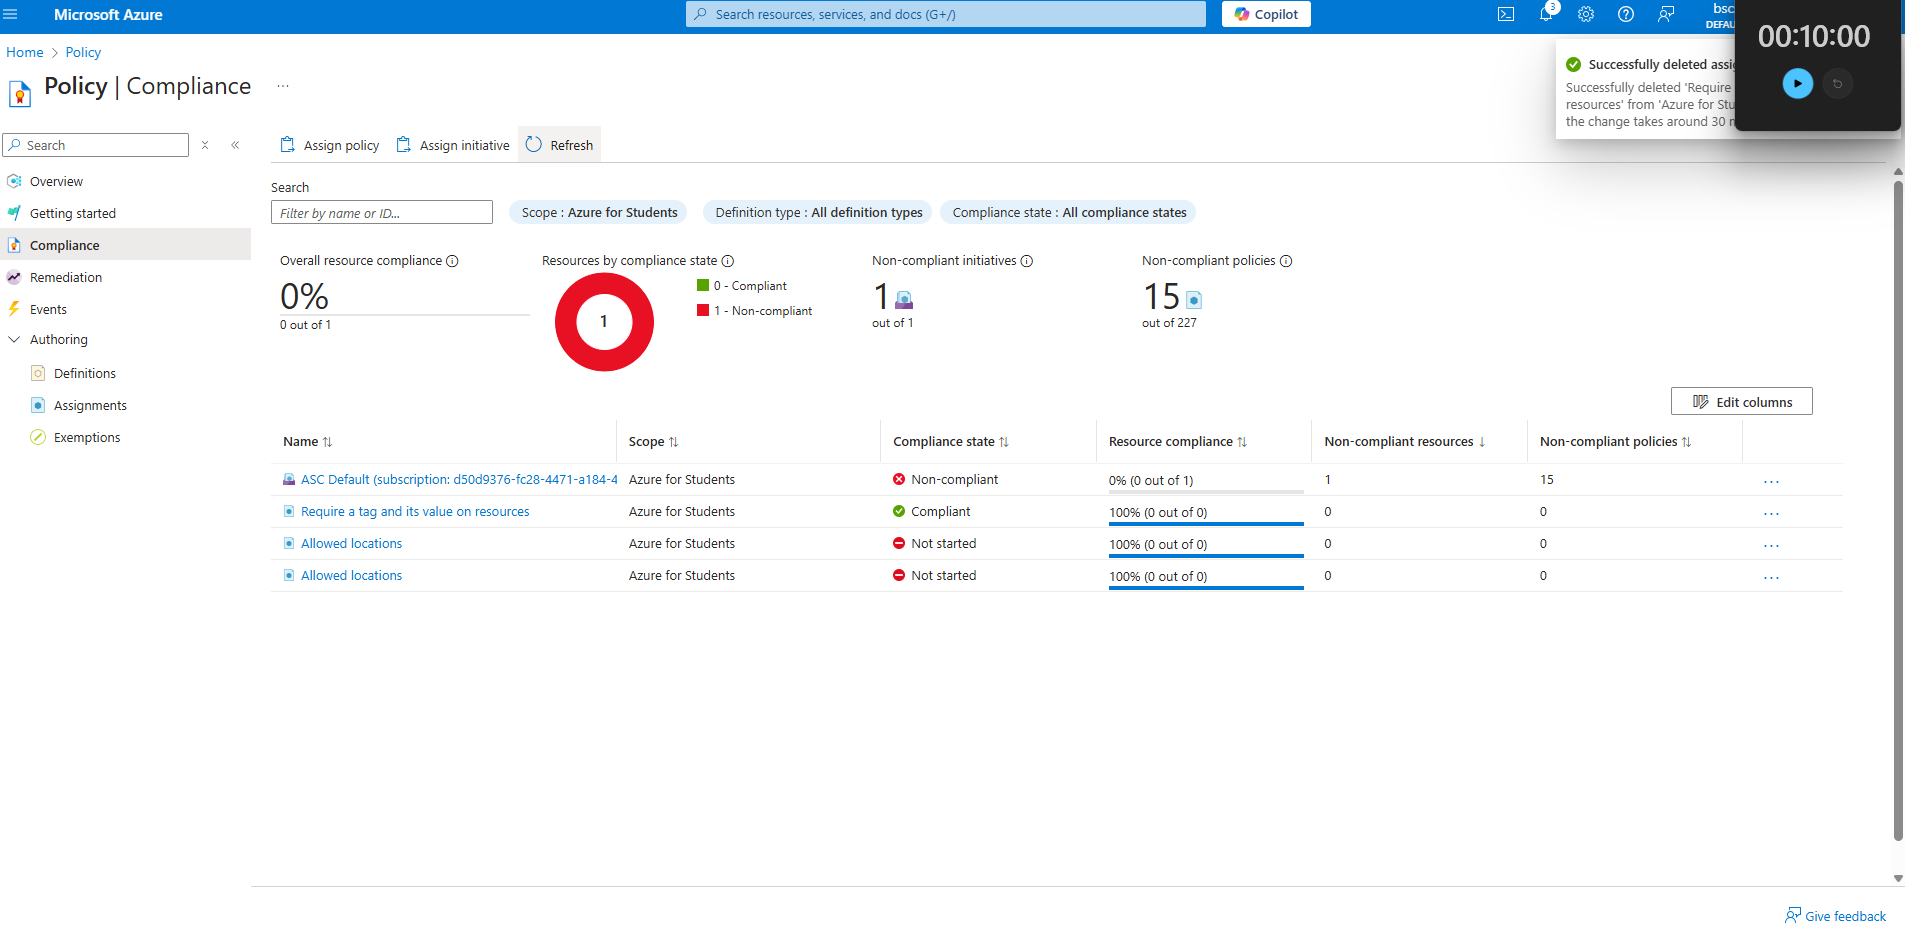 Microsoft Azure
Search resources, services, and docs (G+/)
Copilot
3
bsc
DEFAU
00:10:00
Home > Policy
Policy | Compliance
...
Successfully deleted assig
Successfully deleted 'Require
resources' from 'Azure for Stu
the change takes around 30 m
Search
Assign policy
Assign initiative
Refresh
Overview
Getting started
Compliance
Remediation
Events
Authoring
Definitions
Assignments
Exemptions
Search
Filter by name or ID...
Scope : Azure for Students
Definition type : All definition types
Compliance state : All compliance states
Overall resource compliance
0%
0 out of 1
Resources by compliance state
1
0 - Compliant
1 - Non-compliant
Non-compliant initiatives
1
out of 1
Non-compliant policies
15
out of 227
Edit columns
Name Scope Compliance state Resource compliance Non-compliant resources Non-compliant policies
ASC Default (subscription: d50d9376-fc28-4471-a184-4 Azure for Students Non-compliant 0% (0 out of 1) 1 15 ...
Require a tag and its value on resources Azure for Students Compliant 100% (0 out of 0) 0 0 ...
Allowed locations Azure for Students Not started 100% (0 out of 0) 0 0 ...
Allowed locations Azure for Students Not started 100% (0 out of 0) 0 0 ...
Give feedback